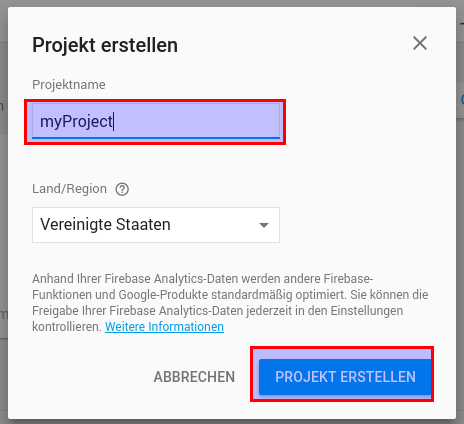 Projekt erstellen
Projektname
myProject
Land/Region
Vereinigte Staaten
Anhand Ihrer Firebase Analytics-Daten werden andere Firebase-
Funktionen und Google-Produkte standardmäßig optimiert. Sie können die
Freigabe Ihrer Firebase Analytics-Daten jederzeit in den Einstellungen
kontrollieren. Weitere Informationen
ABBRECHEN PROJEKT ERSTELLEN